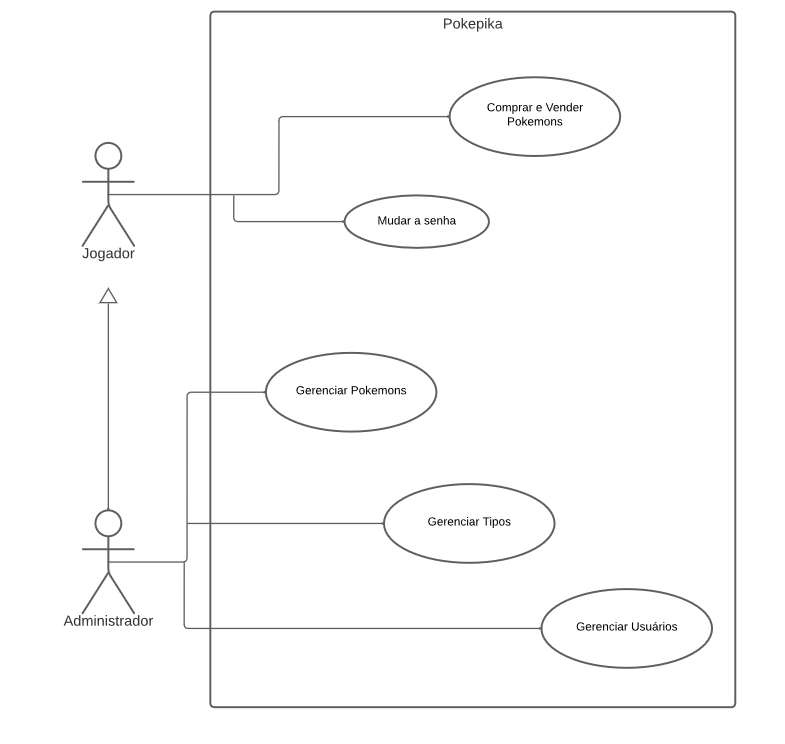 Pokepika
Comprar e Vender
Pokemons
Mudar a senha
Jogador
Gerenciar Pokemons
Gerenciar Tipos
Administrador
Gerenciar Usuários